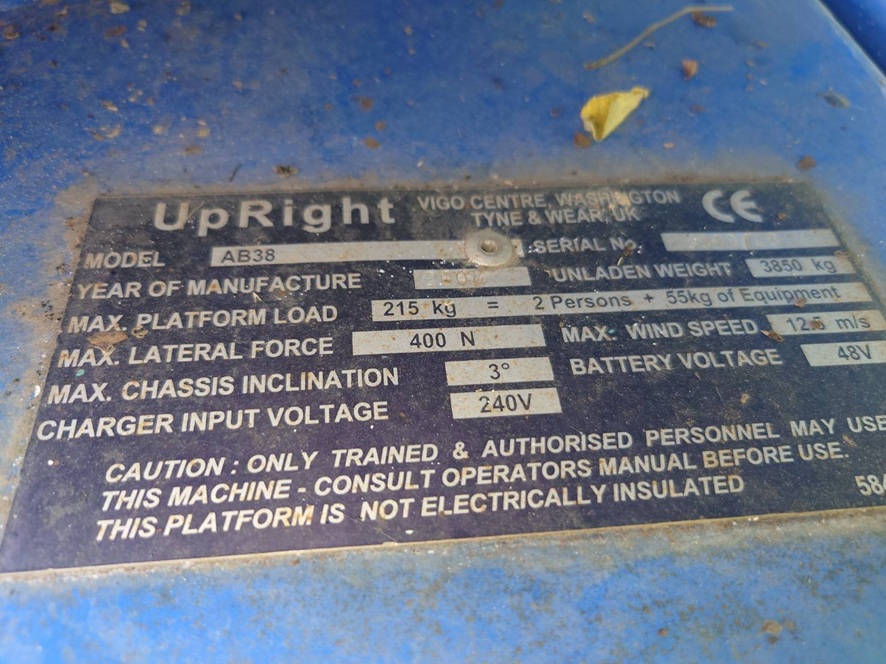 UpRight
VIGO CENTRE, WASHINGTON
TYNE & WEAR, UK
CE
MODEL AB38
SERIAL No.
YEAR OF MANUFACTURE
UNLADEN WEIGHT 3850 kg
MAX. PLATFORM LOAD 215 kg = 2 Persons + 55kg of Equipment
MAX. LATERAL FORCE 400 N
MAX. WIND SPEED 12.5 m/s
MAX. CHASSIS INCLINATION 3°
BATTERY VOLTAGE 48V
CHARGER INPUT VOLTAGE 240V
CAUTION : ONLY TRAINED & AUTHORISED PERSONNEL MAY USE
THIS MACHINE - CONSULT OPERATORS MANUAL BEFORE USE.
THIS PLATFORM IS NOT ELECTRICALLY INSULATED